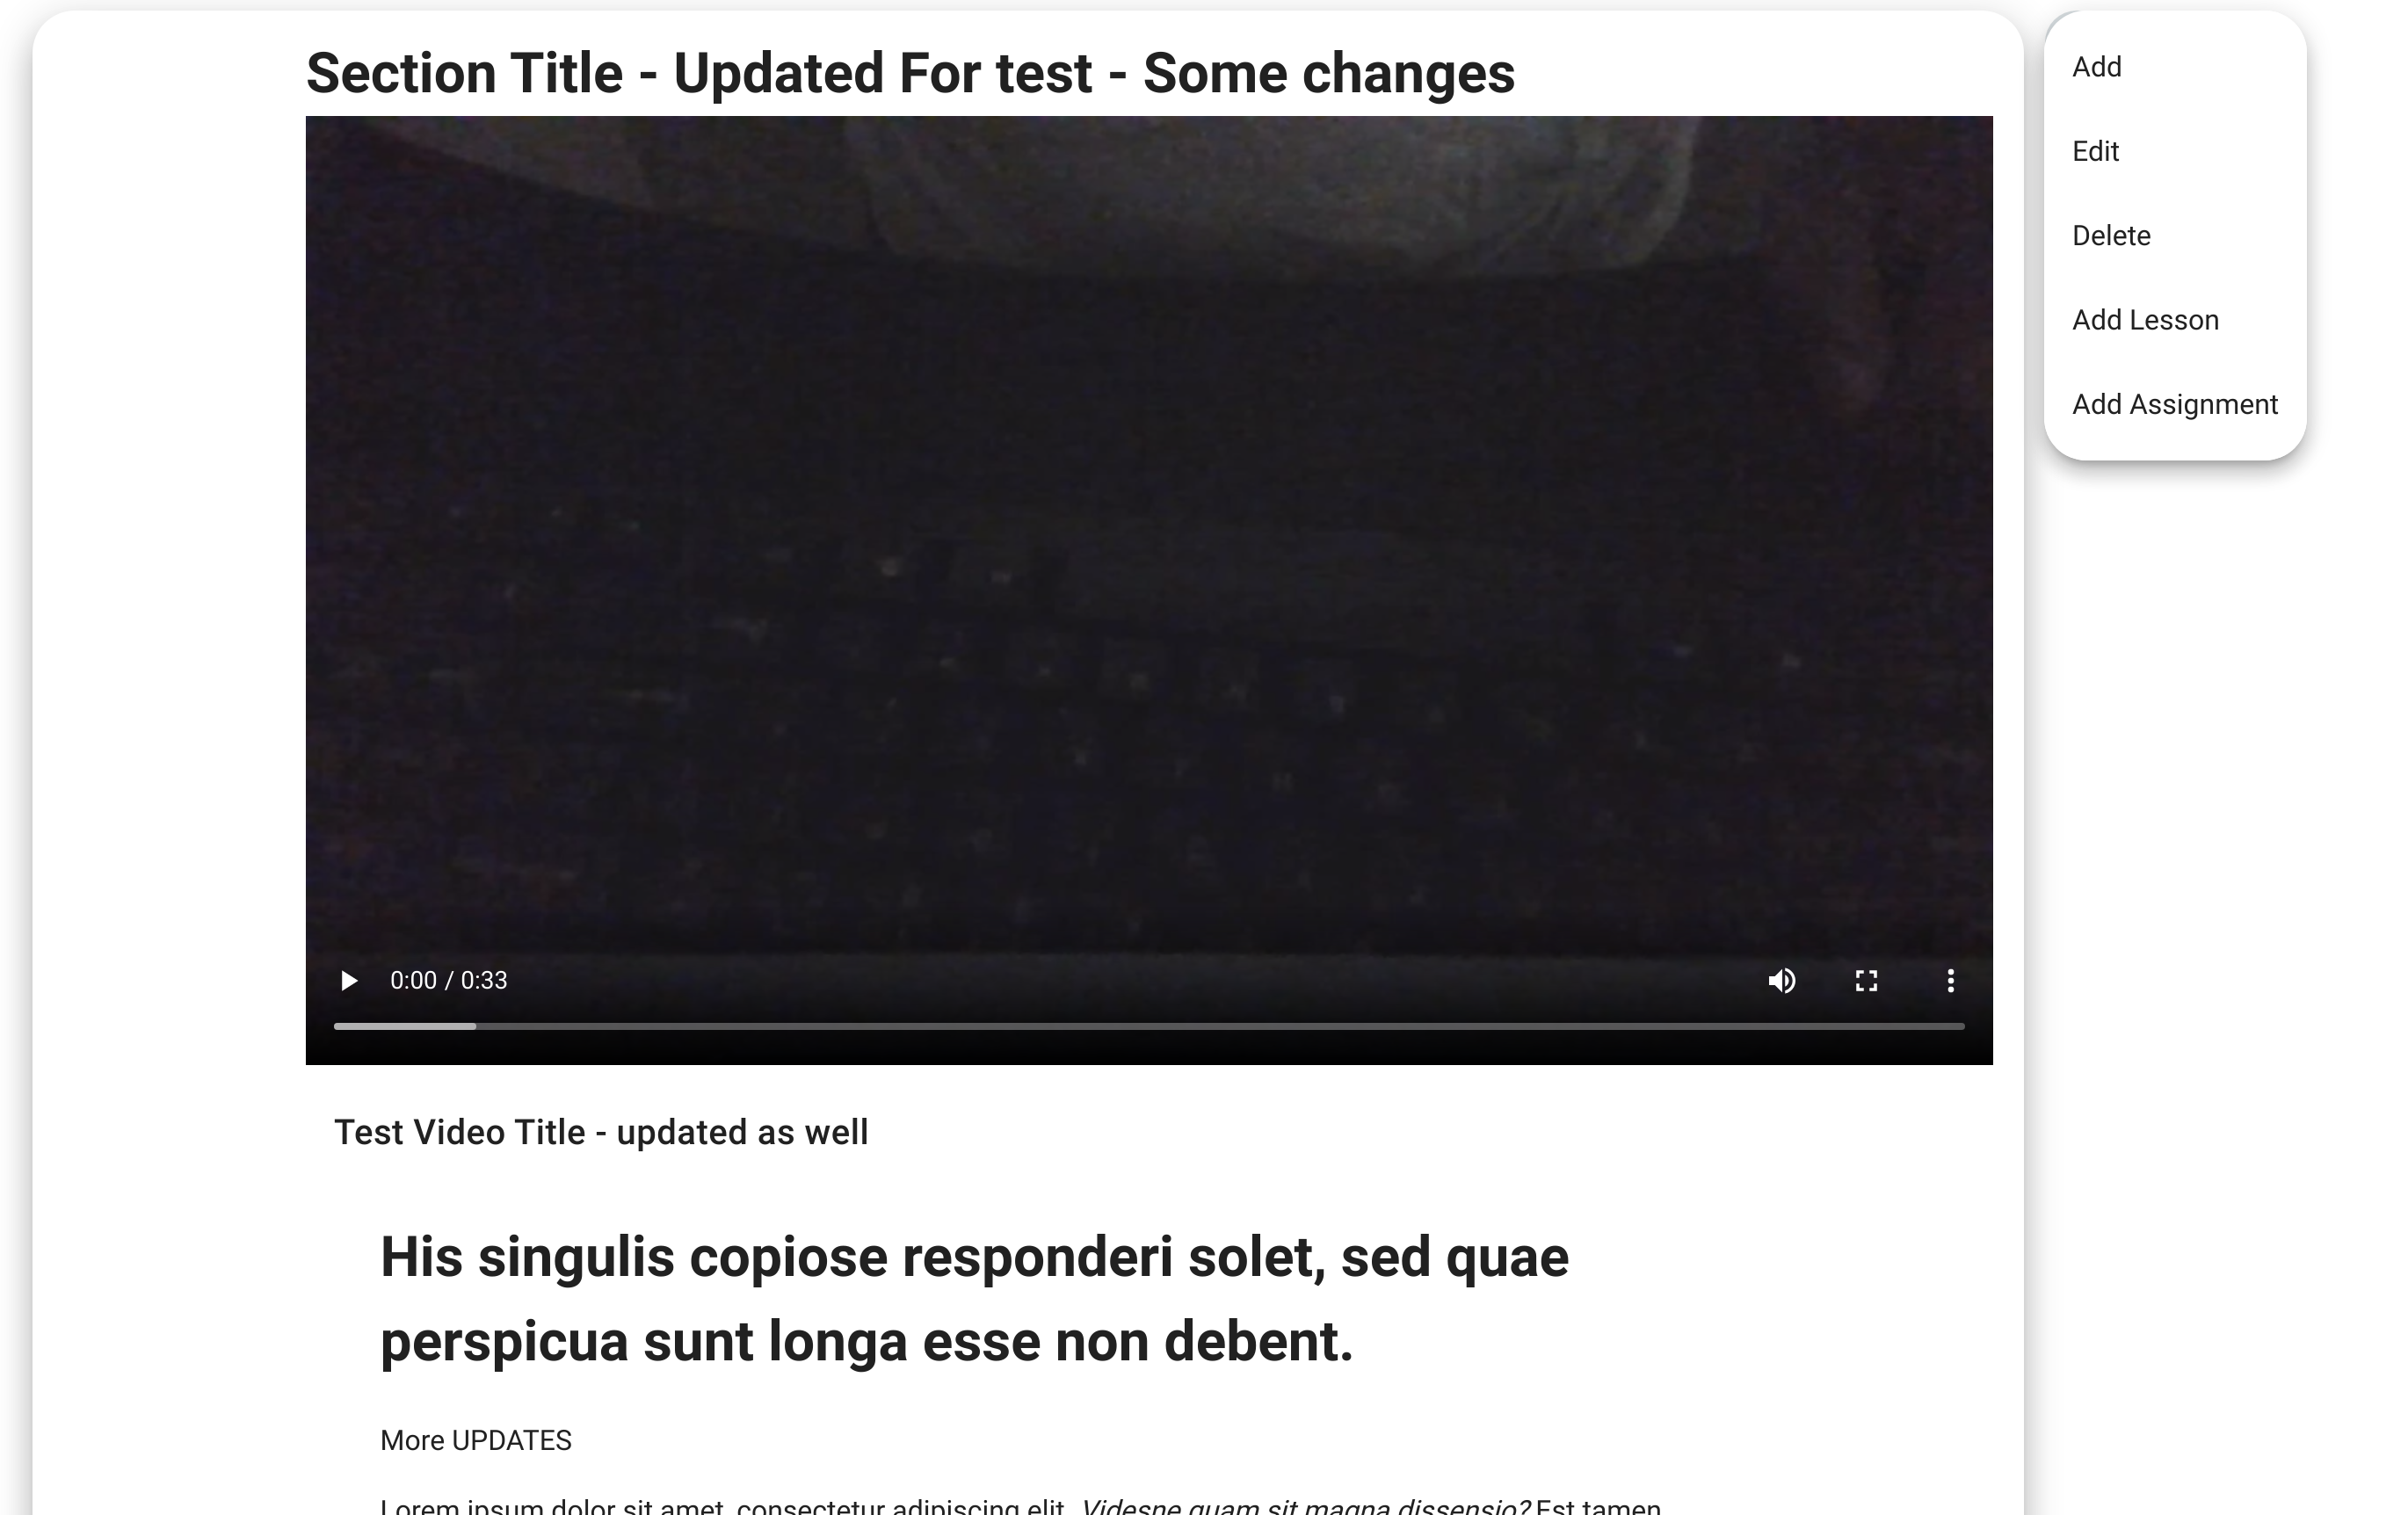 Section Title - Updated For test - Some changes
Add
Edit
Delete
Add Lesson
Add Assignment
0:00 / 0:33
Test Video Title - updated as well
His singulis copiose responderi solet, sed quae
perspicua sunt longa esse non debent.
More UPDATES
Lorem ipsum dolor sit amet, consectetur adipiscing elit. Videsne quam sit magna dissensio? Est tamen